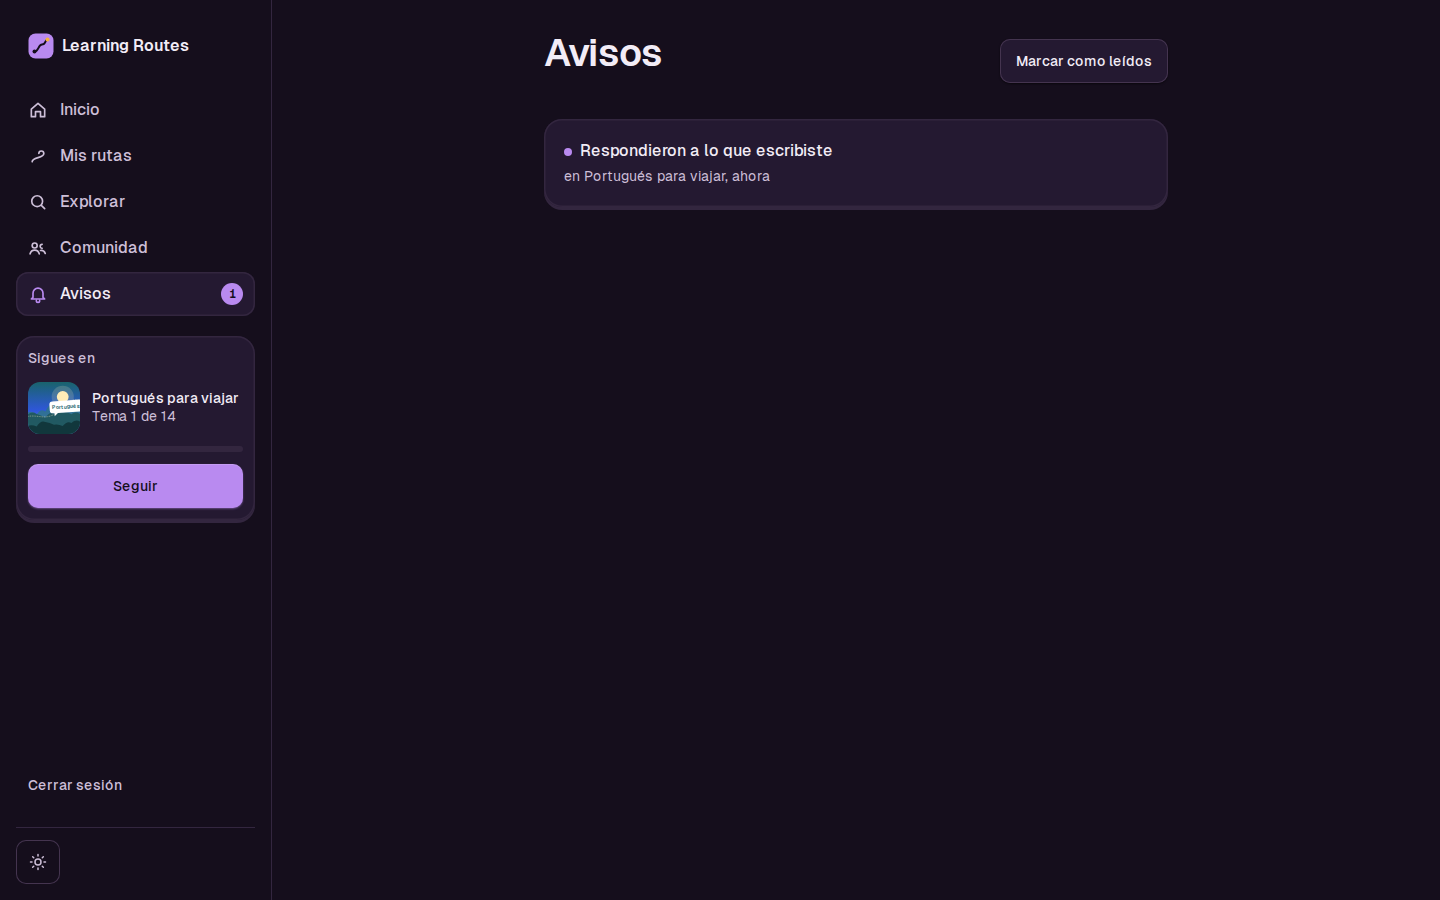 Learning Routes
Inicio
Mis rutas
Explorar
Comunidad
Avisos
1
Sigues en
Portugués para viajar
Tema 1 de 14
Seguir
Cerrar sesión
Avisos
Marcar como leídos
Respondieron a lo que escribiste
en Portugués para viajar, ahora